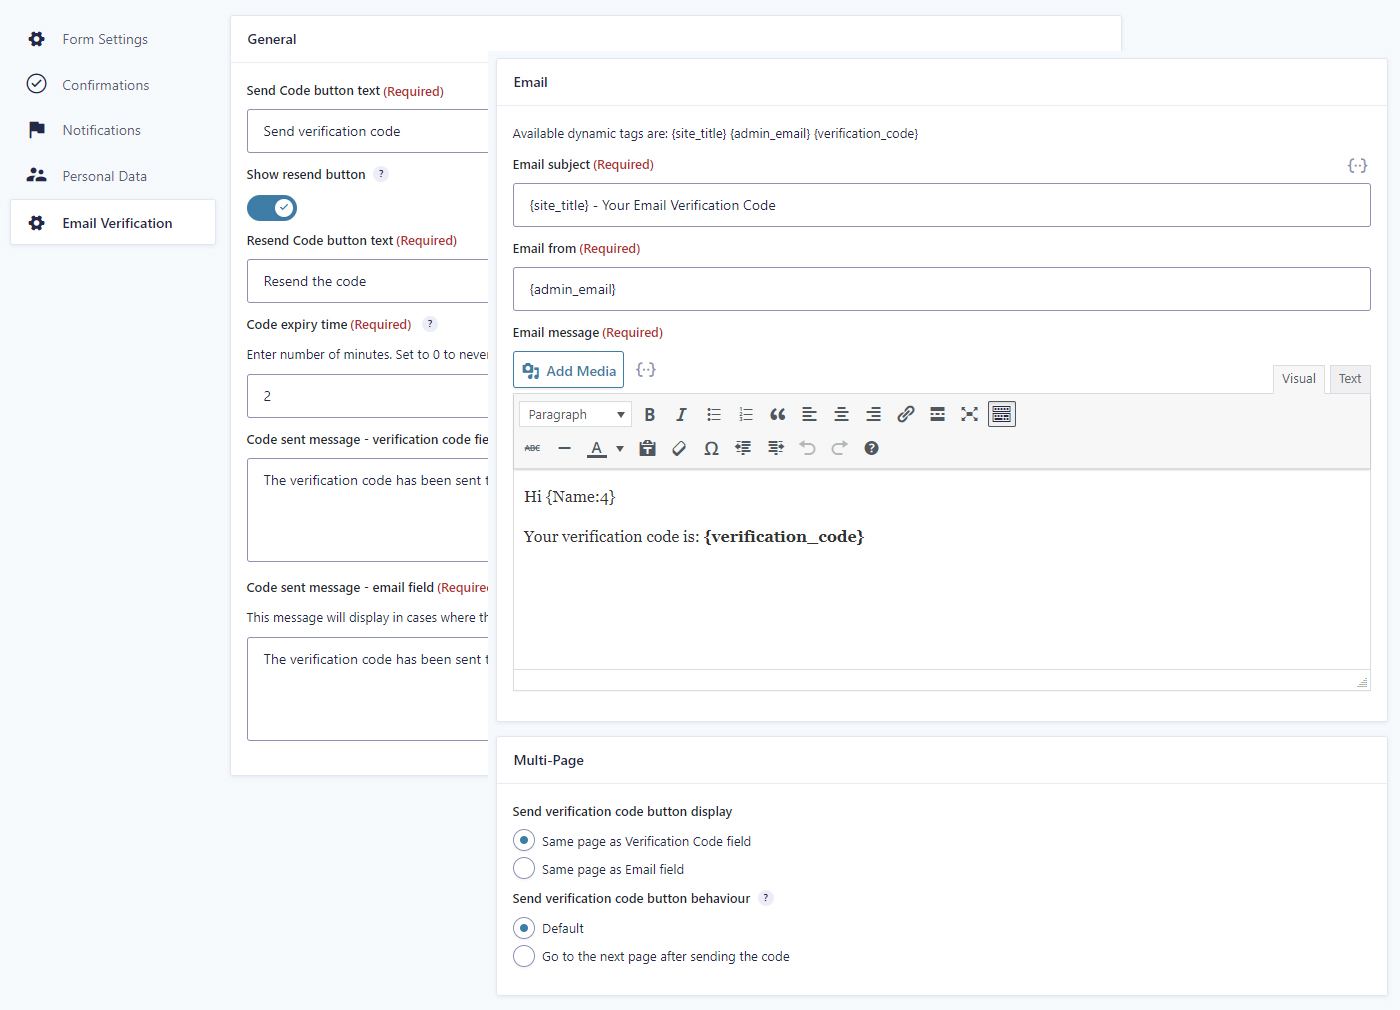 Form Settings
Confirmations
Notifications
Personal Data
Email Verification
General
Send Code button text (Required)
Send verification code
Show resend button ?
Resend Code button text (Required)
Resend the code
Code expiry time (Required) ?
Enter number of minutes. Set to 0 to never
2
Code sent message - verification code fie
The verification code has been sent t
Code sent message - email field (Require
This message will display in cases where th
The verification code has been sent t
Email
Available dynamic tags are: {site_title} {admin_email} {verification_code}
Email subject (Required)
{site_title} - Your Email Verification Code
Email from (Required)
{admin_email}
Email message (Required)
Add Media
Visual Text
Paragraph B I
ABC A Ω ?
Hi {Name:4}
Your verification code is: {verification_code}
Multi-Page
Send verification code button display
Same page as Verification Code field
Same page as Email field
Send verification code button behaviour ?
Default
Go to the next page after sending the code